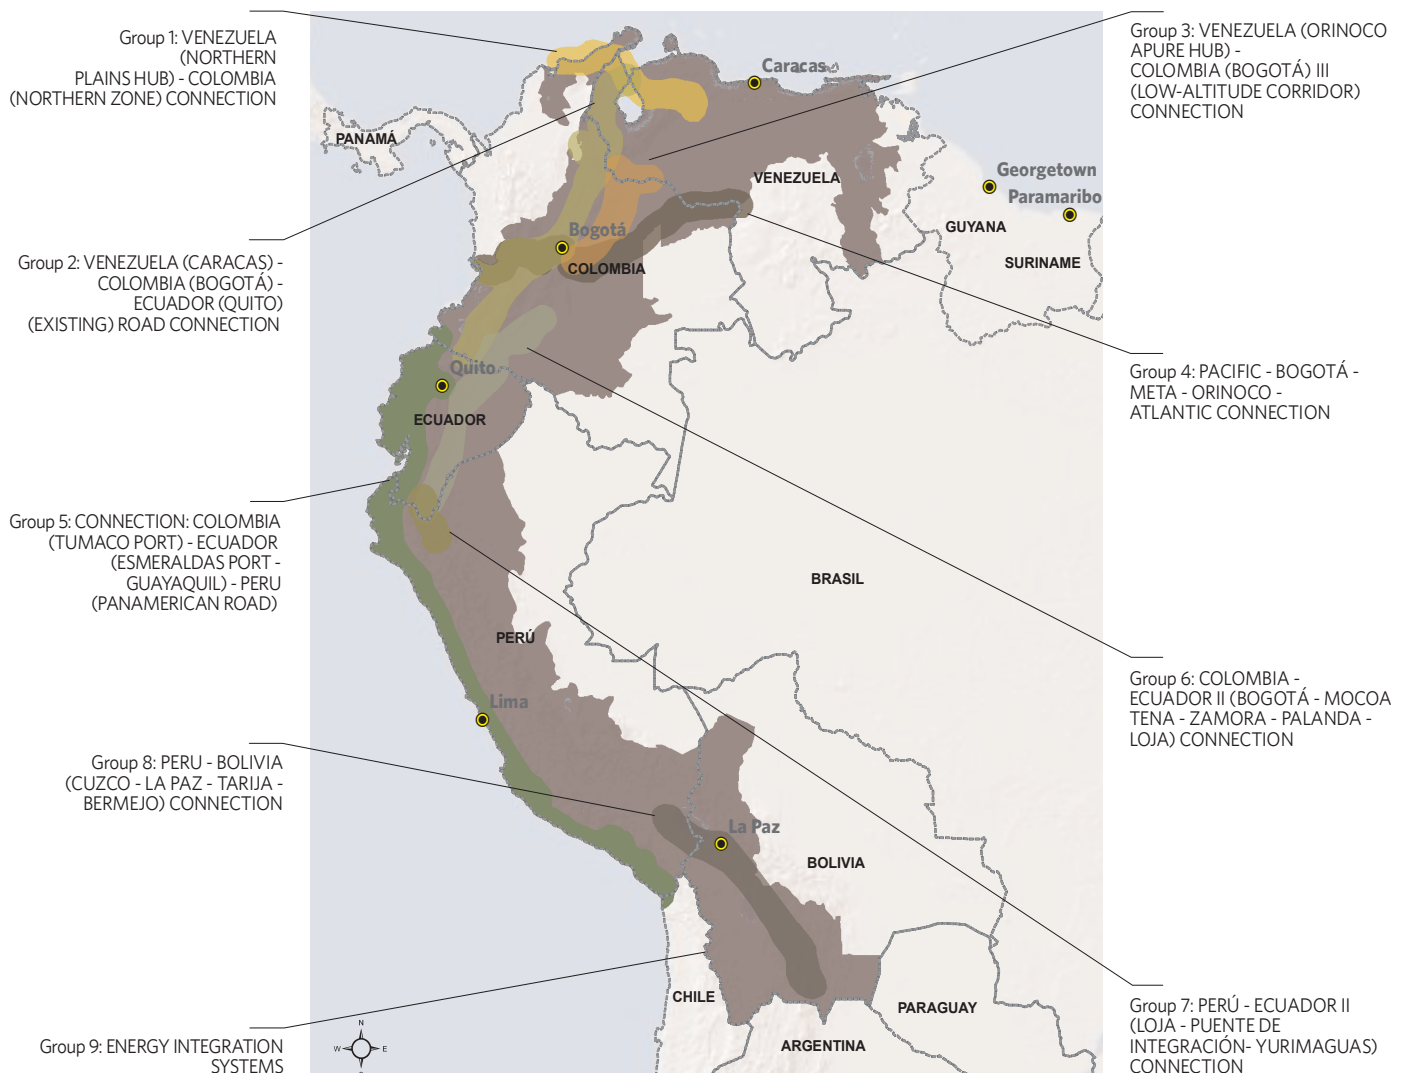 Group 1: VENEZUELA
(NORTHERN
PLAINS HUB) - COLOMBIA
(NORTHERN ZONE) CONNECTION
Group 3: VENEZUELA (ORINOCO
APURE HUB) -
COLOMBIA (BOGOTÁ) III
(LOW-ALTITUDE CORRIDOR)
CONNECTION
Caracas
PANAMÁ
VENEZUELA
Georgetown
Paramaribo
GUYANA
SURINAME
Bogotá
COLOMBIA
Group 2: VENEZUELA (CARACAS) -
COLOMBIA (BOGOTÁ) -
ECUADOR (QUITO)
(EXISTING) ROAD CONNECTION
Group 4: PACIFIC - BOGOTÁ -
META - ORINOCO -
ATLANTIC CONNECTION
Quito
ECUADOR
Group 5: CONNECTION: COLOMBIA
(TUMACO PORT) - ECUADOR
(ESMERALDAS PORT -
GUAYAQUIL) - PERU
(PANAMERICAN ROAD)
BRASIL
PERÚ
Group 6: COLOMBIA -
ECUADOR II (BOGOTÁ - MOCOA
TENA - ZAMORA - PALANDA -
LOJA) CONNECTION
Lima
Group 8: PERU - BOLIVIA
(CUZCO - LA PAZ - TARIJA -
BERMEJO) CONNECTION
La Paz
BOLIVIA
CHILE
PARAGUAY
ARGENTINA
Group 7: PERÚ - ECUADOR II
(LOJA - PUENTE DE
INTEGRACIÓN- YURIMAGUAS)
CONNECTION
Group 9: ENERGY INTEGRATION
SYSTEMS
N
W
E